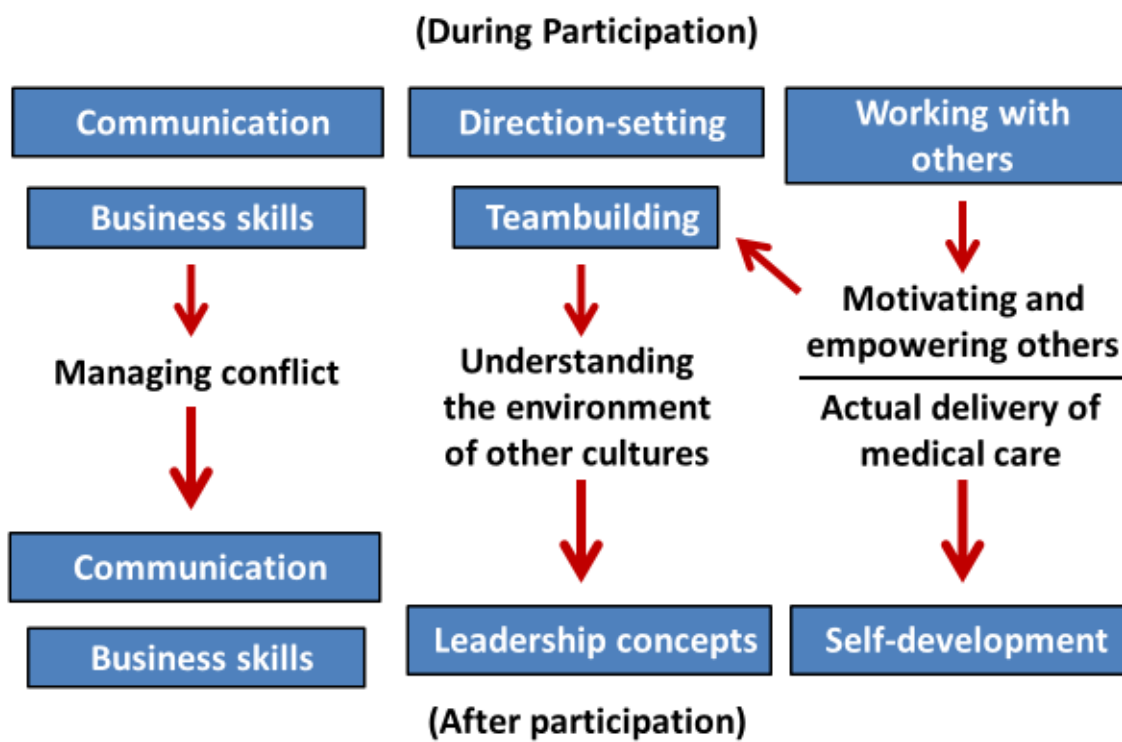 (During Participation)
Communication
Business skills
Managing conflict
Communication
Business skills
Direction-setting
Teambuilding
Understanding
the environment
of other cultures
Leadership concepts
Working with
others
Motivating and
empowering others
Actual delivery of
medical care
Self-development
(After participation)